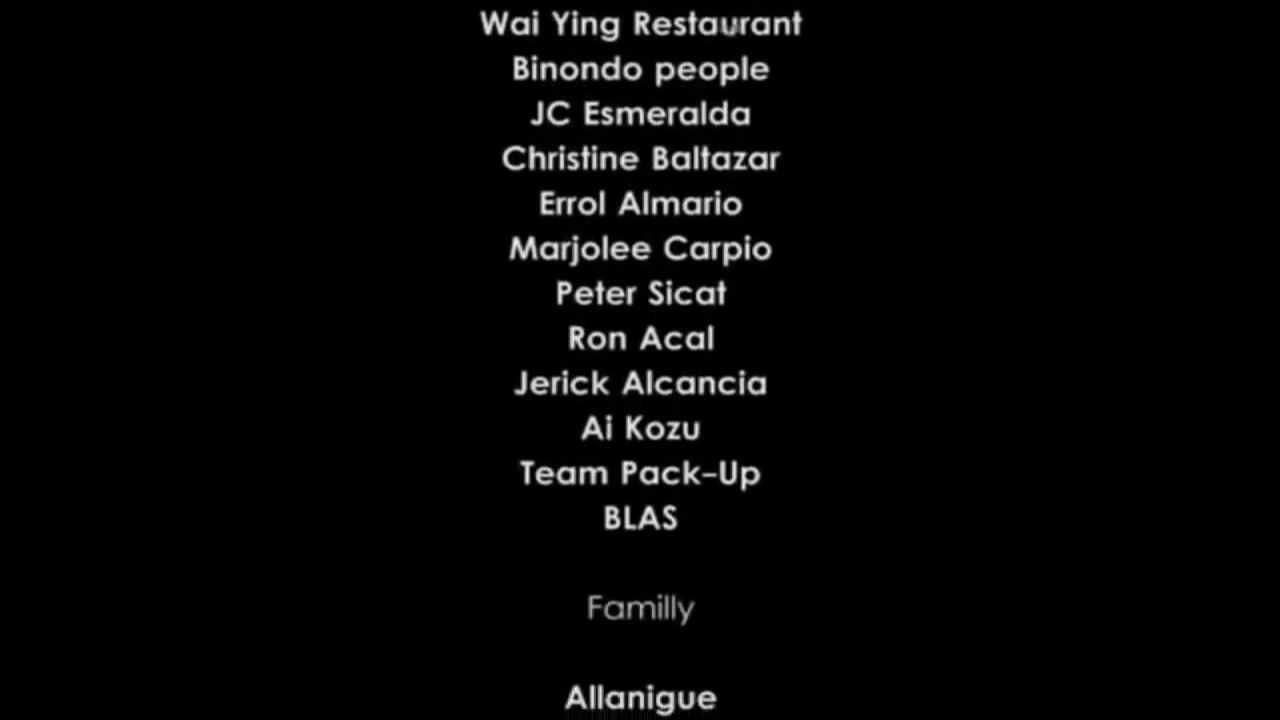 Wai Ying Restaurant
Binondo people
JC Esmeralda
Christine Baltazar
Errol Almario
Marjolee Carpio
Peter Sicat
Ron Acal
Jerick Alcancia
Ai Kozu
Team Pack-Up
BLAS
Familly
Allanigue